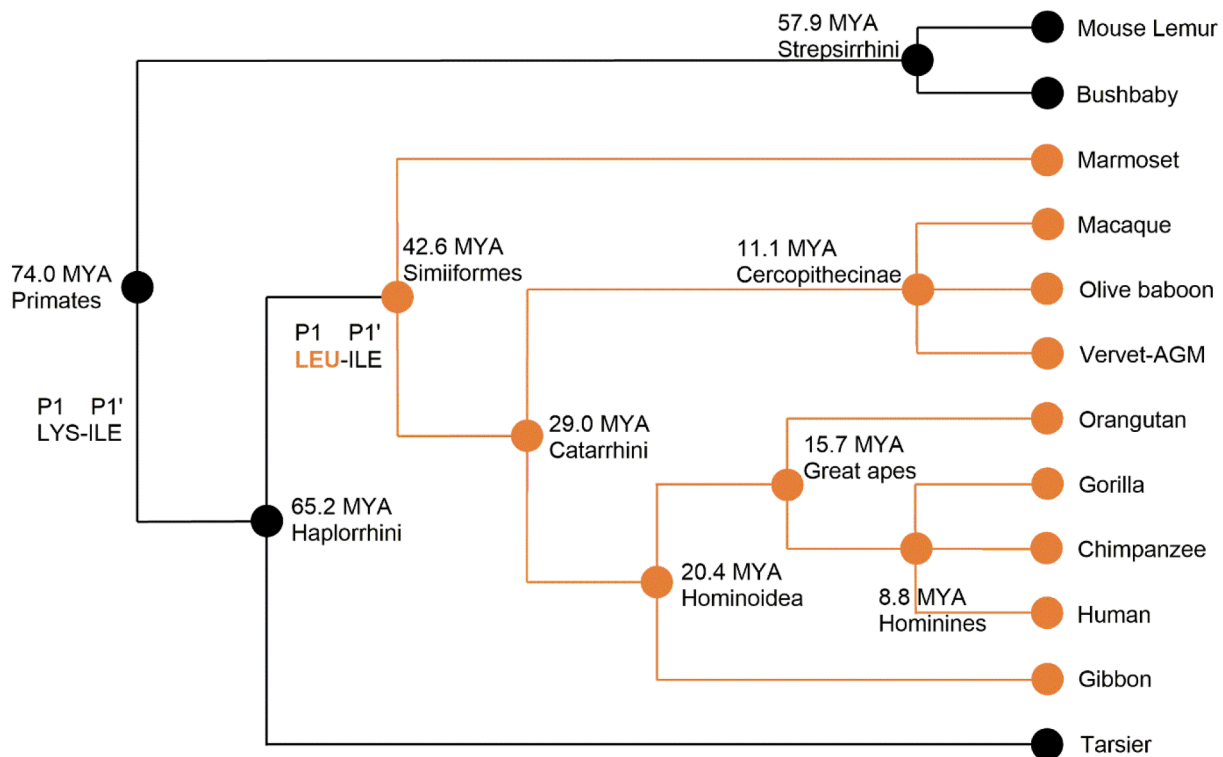 57.9 MYA
Strepsirrhini
Mouse Lemur
Bushbaby
Marmoset
Macaque
42.6 MYA
Simiiformes
11.1 MYA
Cercopithecinae
74.0 MYA
Primates
Olive baboon
P1 P1'
LEU-ILE
Vervet-AGM
P1 P1'
LYS-ILE
29.0 MYA
Catarrhini
Orangutan
15.7 MYA
Great apes
Gorilla
65.2 MYA
Haplorrhini
Chimpanzee
20.4 MYA
Hominoidea
8.8 MYA
Hominines
Human
Gibbon
Tarsier